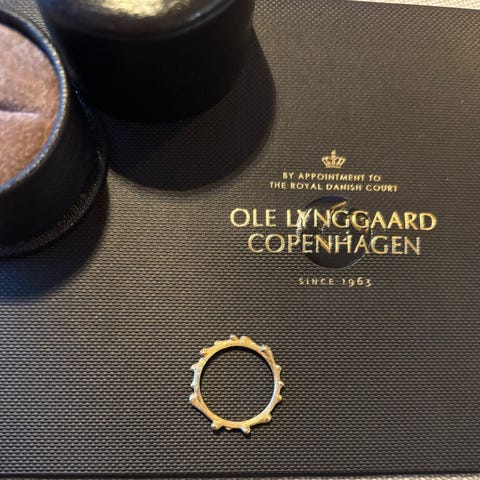 BY APPOINTMENT TO
THE ROYAL DANISH COURT
OLE LYNGGAARD
COPENHAGEN
SINCE 1963